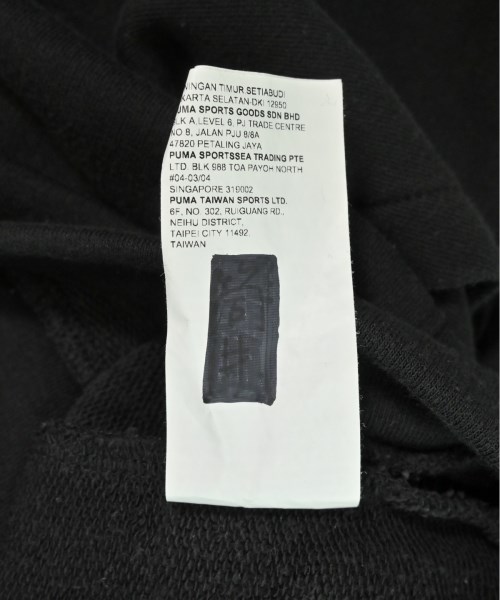 NINGAN TIMUR.SETIABUDI
KARTA SELATAN-DKI 12950
PUMA SPORTS GOODS SDN BHD
BLK A,LEVEL 6, PJ TRADE CENTRE
NO 8, JALAN PJU 8/8A
47820 PETALING JAYA
PUMA SPORTSSEA TRADING PTE
LTD. BLK 988 TOA PAYOH NORTH
#04-03/04
SINGAPORE 319002
PUMA TAIWAN SPORTS LTD.
6F, NO. 302, RUIGUANG RD.,
NEIHU DISTRICT,
TAIPEI CITY 11492
TAIWAN